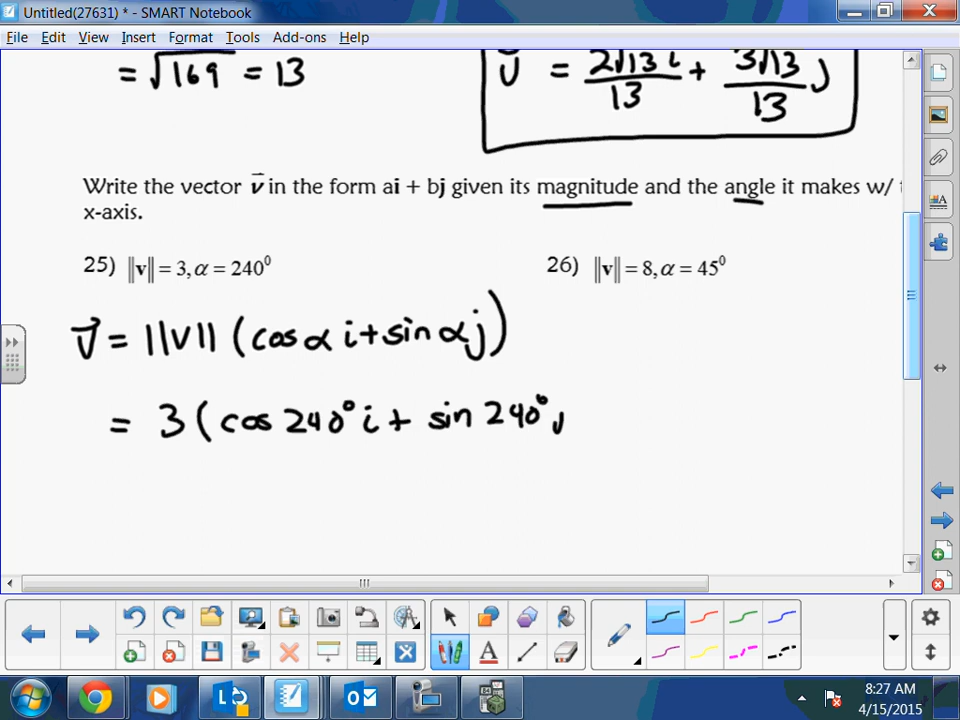 Untitled(27631) * - SMART Notebook
File Edit View Insert Format Tools Add-ons Help
= √169 = 13
= 2√13 i/13 + 3√13/13 j
Write the vector v⃗ in the form ai + bj given its magnitude and the angle it makes w/
x-axis.
25) ||v|| = 3, α = 240⁰
26) ||v|| = 8, α = 45⁰
v⃗ = ||v|| (cos α i + sin α j)
= 3 (cos 240° i + sin 240° j
8:27 AM
4/15/2015